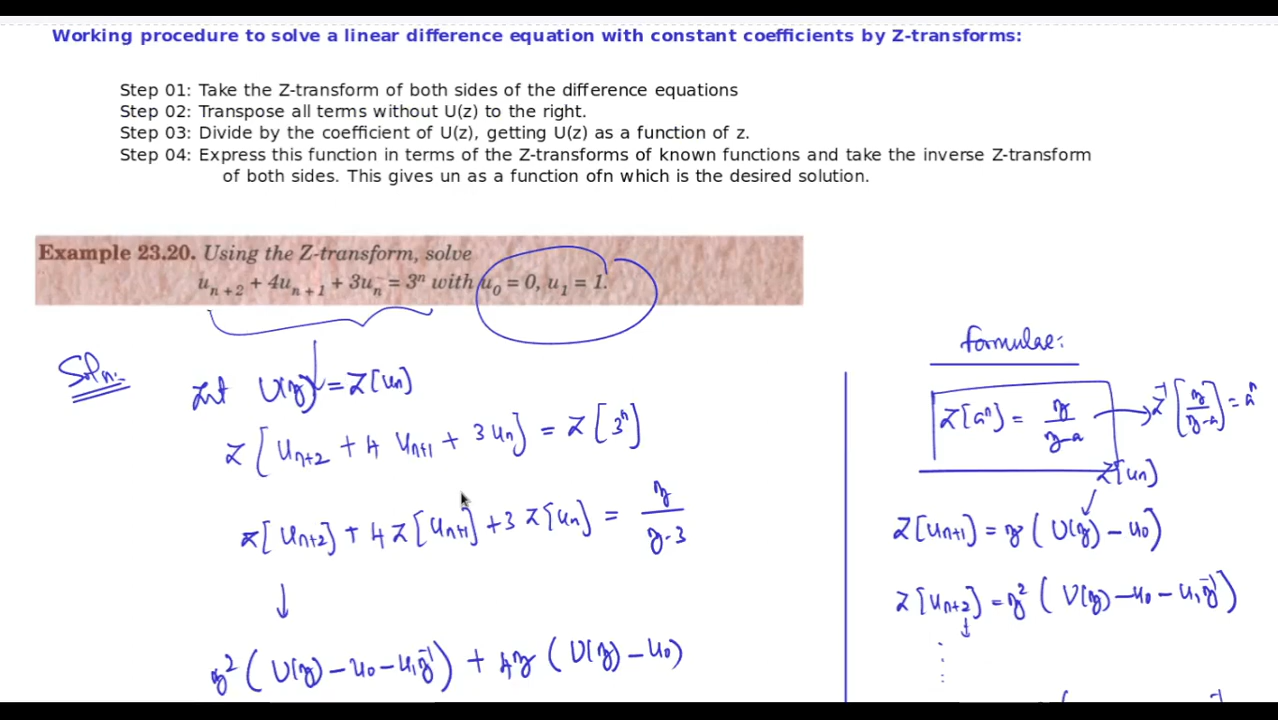 Working procedure to solve a linear difference equation with constant coefficients by Z-transforms:
Step 01: Take the Z-transform of both sides of the difference equations
Step 02: Transpose all terms without U(z) to the right.
Step 03: Divide by the coefficient of U(z), getting U(z) as a function of z.
Step 04: Express this function in terms of the Z-transforms of known functions and take the inverse Z-transform
of both sides. This gives un as a function ofn which is the desired solution.
Example 23.20. Using the Z-transform, solve
uₙ₊₂ + 4uₙ₊₁ + 3uₙ = 3ⁿ with u₀ = 0, u₁ = 1.
Soln:-
Let U(z) = Z[uₙ]
Z[uₙ₊₂ + 4 uₙ₊₁ + 3uₙ] = Z[3ⁿ]
Z[uₙ₊₂] + 4Z[uₙ₊₁] + 3 Z[uₙ] = z/(z-3)
↓
z²(U(z) - u₀ - u₁z⁻¹) + 4z(U(z) - u₀)
formulae:
Z[aⁿ] = z/(z-a) → Z⁻¹[z/(z-a)] = aⁿ
Z[uₙ]
Z[uₙ₊₁] = z(U(z) - u₀)
Z[uₙ₊₂] = z²(U(z) - u₀ - u₁z⁻¹)